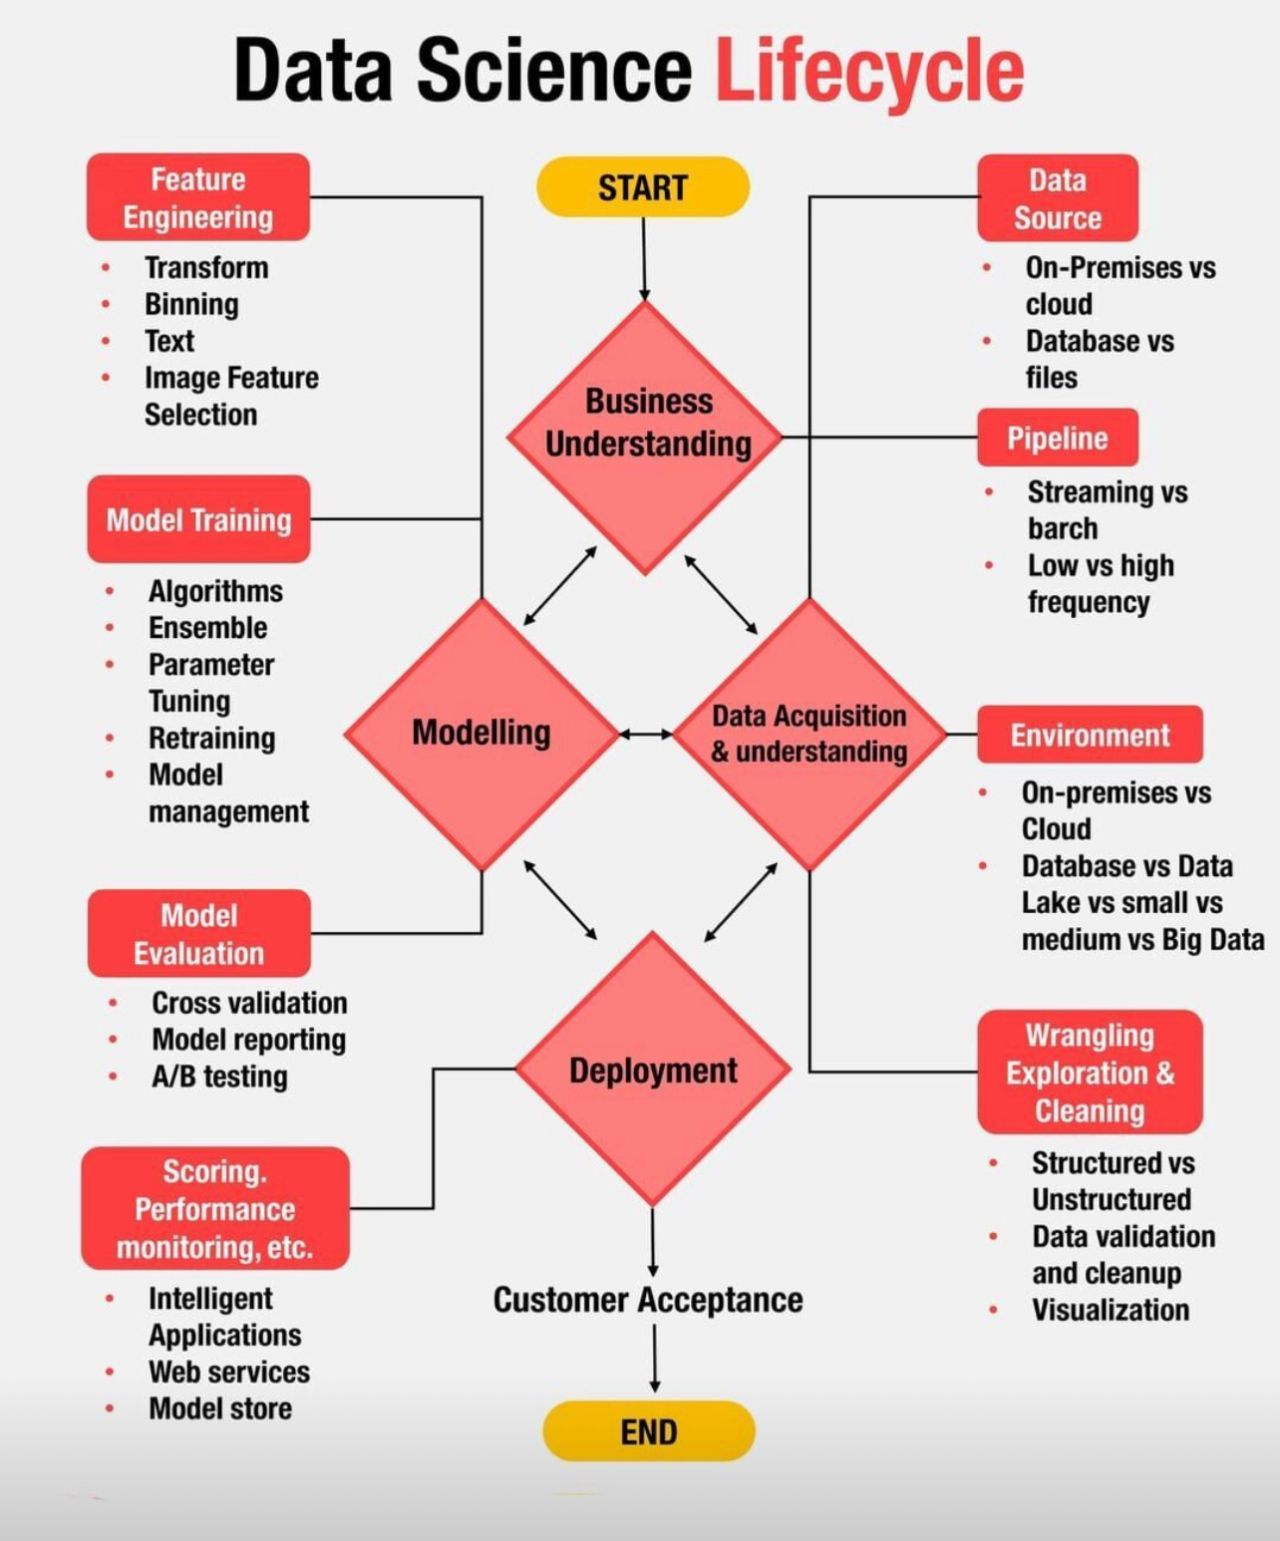 Data Science Lifecycle
Feature
Engineering
Transform
Binning
Text
Image Feature
Selection
Model Training
Algorithms
Ensemble
Parameter
Tuning
Retraining
Model
management
Model
Evaluation
Cross validation
Model reporting
A/B testing
Scoring.
Performance
monitoring, etc.
Intelligent
Applications
Web services
Model store
START
Business
Understanding
Modelling
Data Acquisition
& understanding
Deployment
Customer Acceptance
END
Data
Source
On-Premises vs
cloud
Database vs
files
Pipeline
Streaming vs
barch
Low vs high
frequency
Environment
On-premises vs
Cloud
Database vs Data
Lake vs small vs
medium vs Big Data
Wrangling
Exploration &
Cleaning
Structured vs
Unstructured
Data validation
and cleanup
Visualization